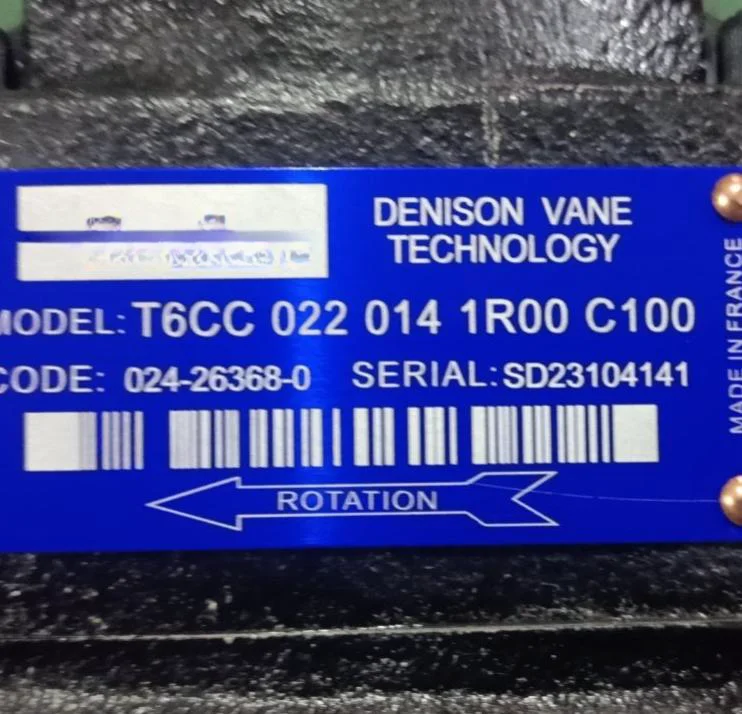 DENISON VANE
TECHNOLOGY
MODEL: T6CC 022 014 1R00 C100
CODE: 024-26368-0 SERIAL: SD23104141
ROTATION
MADE IN FRANCE